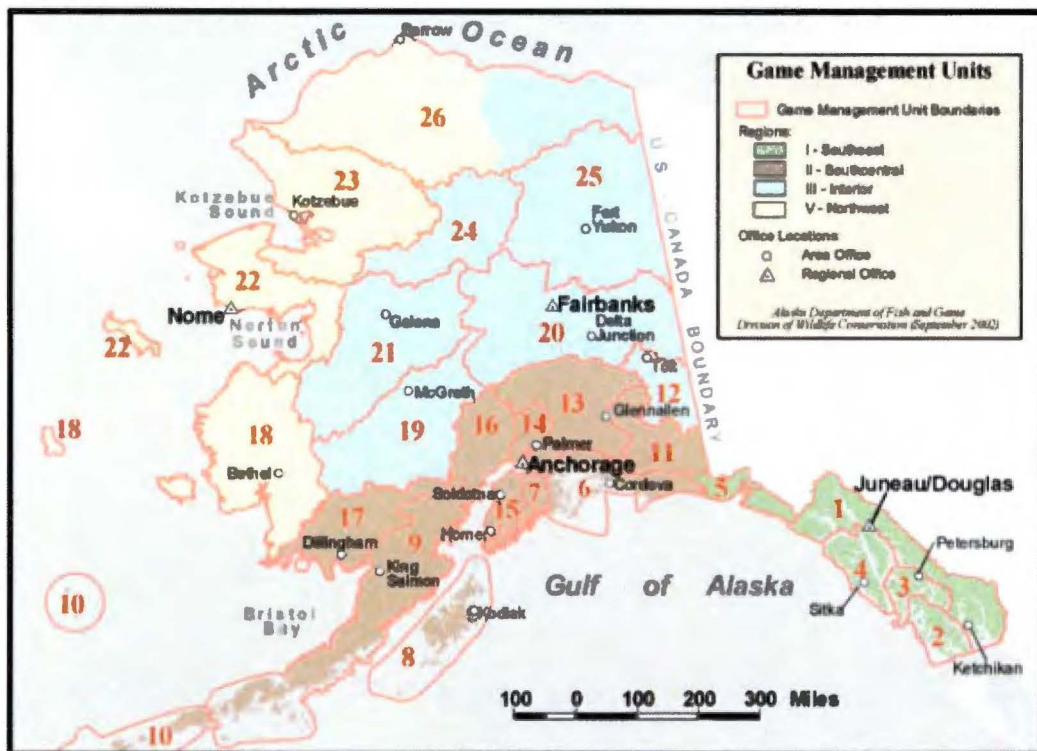 Arctic Ocean
Barrow
Game Management Units
Game Management Unit Boundaries
Regions:
I - Southeast
II - Southcentral
III - Interior
V - Northwest
Office Locations
Area Office
Regional Office
Alaska Department of Fish and Game
Division of Wildlife Conservation (September 2002)
26
25
23
Kotzebue
Sound
Kotzebue
Fort
Yukon
24
U S - CANADA BOUNDARY
22
Nome
Norton
Sound
Galena
Fairbanks
20
Delta
Junction
22
21
Tok
McGrath
12
13
Glennallen
18
18
19
16
14
Palmer
11
Bethel
Anchorage
Cordova
5
Soldotna
7
6
15
Homer
17
9
Dillingham
King
Salmon
1
Juneau/Douglas
Petersburg
4
3
Sitka
2
Ketchikan
Gulf of Alaska
10
Bristol
Bay
Kodiak
8
10
100 0 100 200 300 Miles